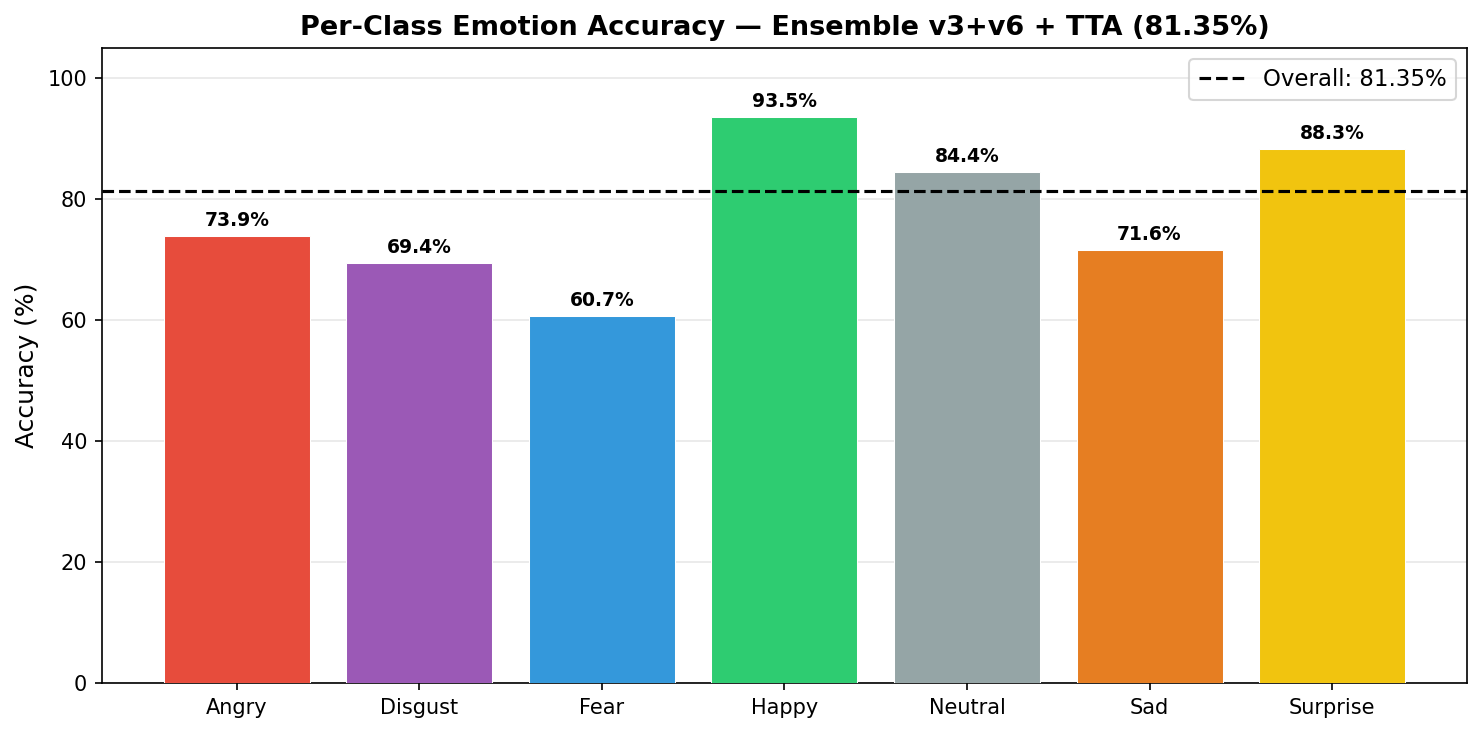 Per-Class Emotion Accuracy — Ensemble v3+v6 + TTA (81.35%)
Overall: 81.35%
Accuracy (%)
100
80
60
40
20
0
73.9%
69.4%
60.7%
93.5%
84.4%
71.6%
88.3%
Angry
Disgust
Fear
Happy
Neutral
Sad
Surprise